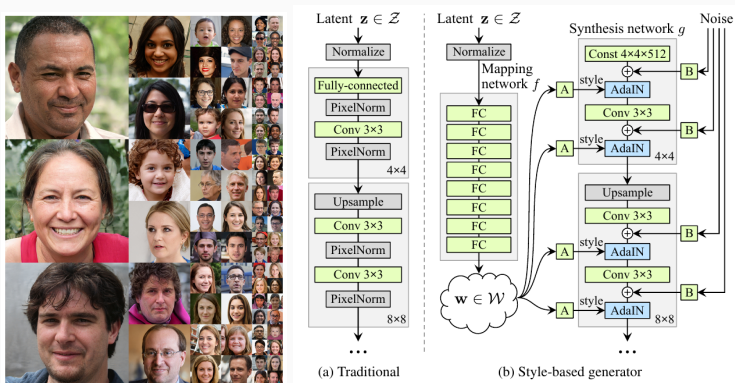 Latent z ∈ Z
Normalize
Fully-connected
PixelNorm
Conv 3×3
PixelNorm
4×4
Upsample
Conv 3×3
PixelNorm
Conv 3×3
PixelNorm
8×8
...
(a) Traditional
Latent z ∈ Z
Normalize
Mapping
network f
FC
FC
FC
FC
FC
FC
FC
FC
w ∈ W
Synthesis network g
Noise
Const 4×4×512
B
A
style
AdaIN
Conv 3×3
B
A
style
AdaIN
4×4
Upsample
Conv 3×3
B
A
style
AdaIN
Conv 3×3
B
A
style
AdaIN
8×8
...
(b) Style-based generator